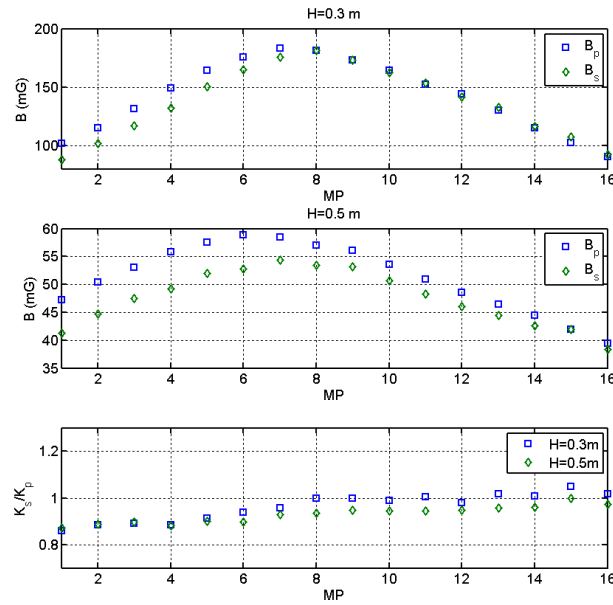 H=0.3 m
200
150
100
B (mG)
B_p
B_s
2 4 6 8 10 12 14 16
MP
H=0.5 m
60
55
50
45
40
35
B (mG)
B_p
B_s
2 4 6 8 10 12 14 16
MP
1.2
1
0.8
K_s/K_p
H=0.3m
H=0.5m
2 4 6 8 10 12 14 16
MP